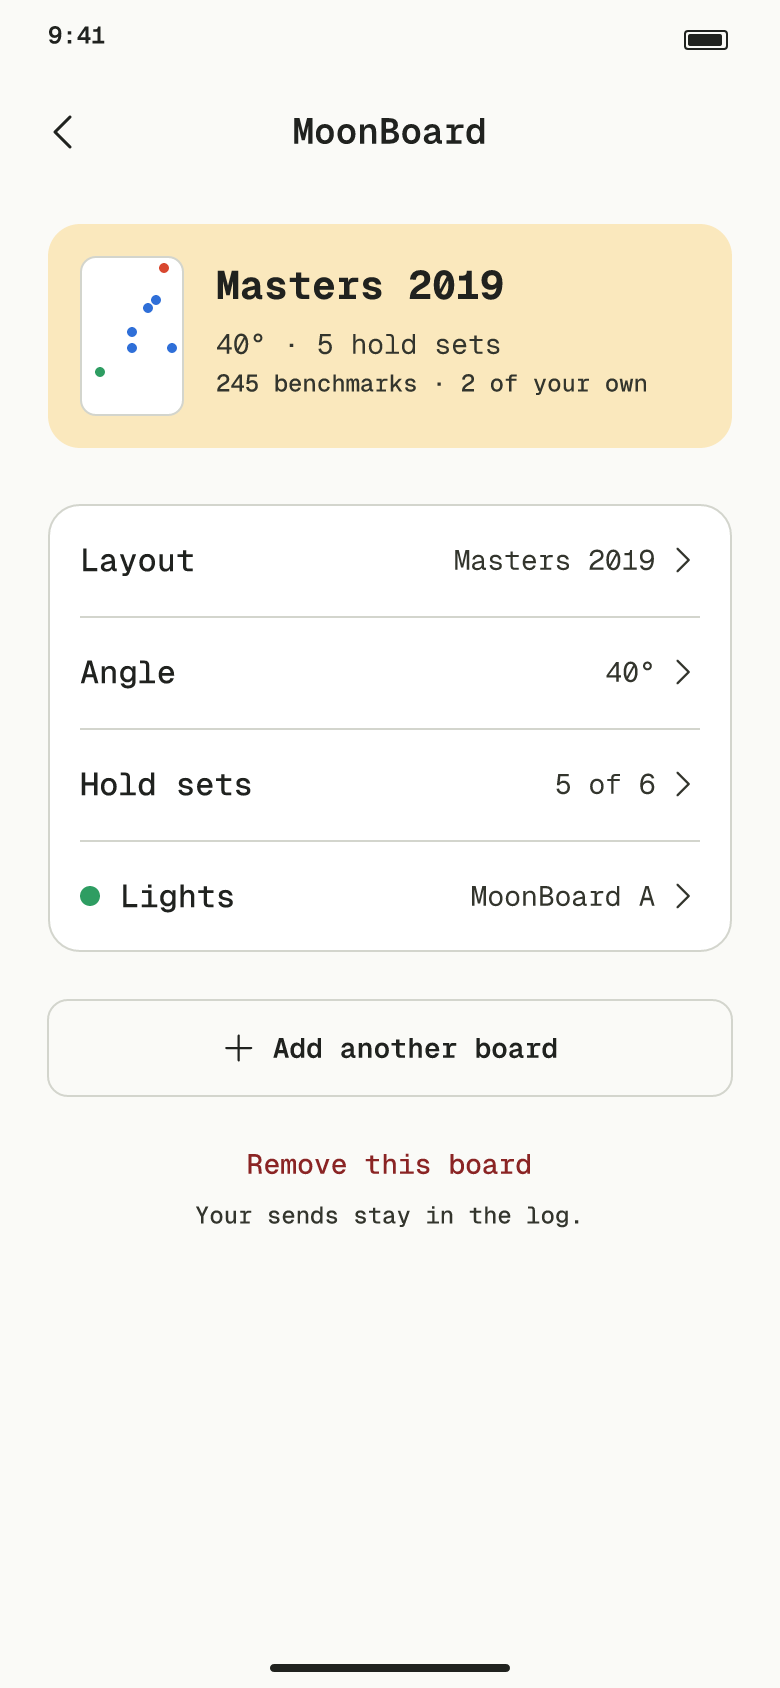 9:41
MoonBoard
Masters 2019
40° · 5 hold sets
245 benchmarks · 2 of your own
Layout Masters 2019
Angle 40°
Hold sets 5 of 6
Lights MoonBoard A
Add another board
Remove this board
Your sends stay in the log.